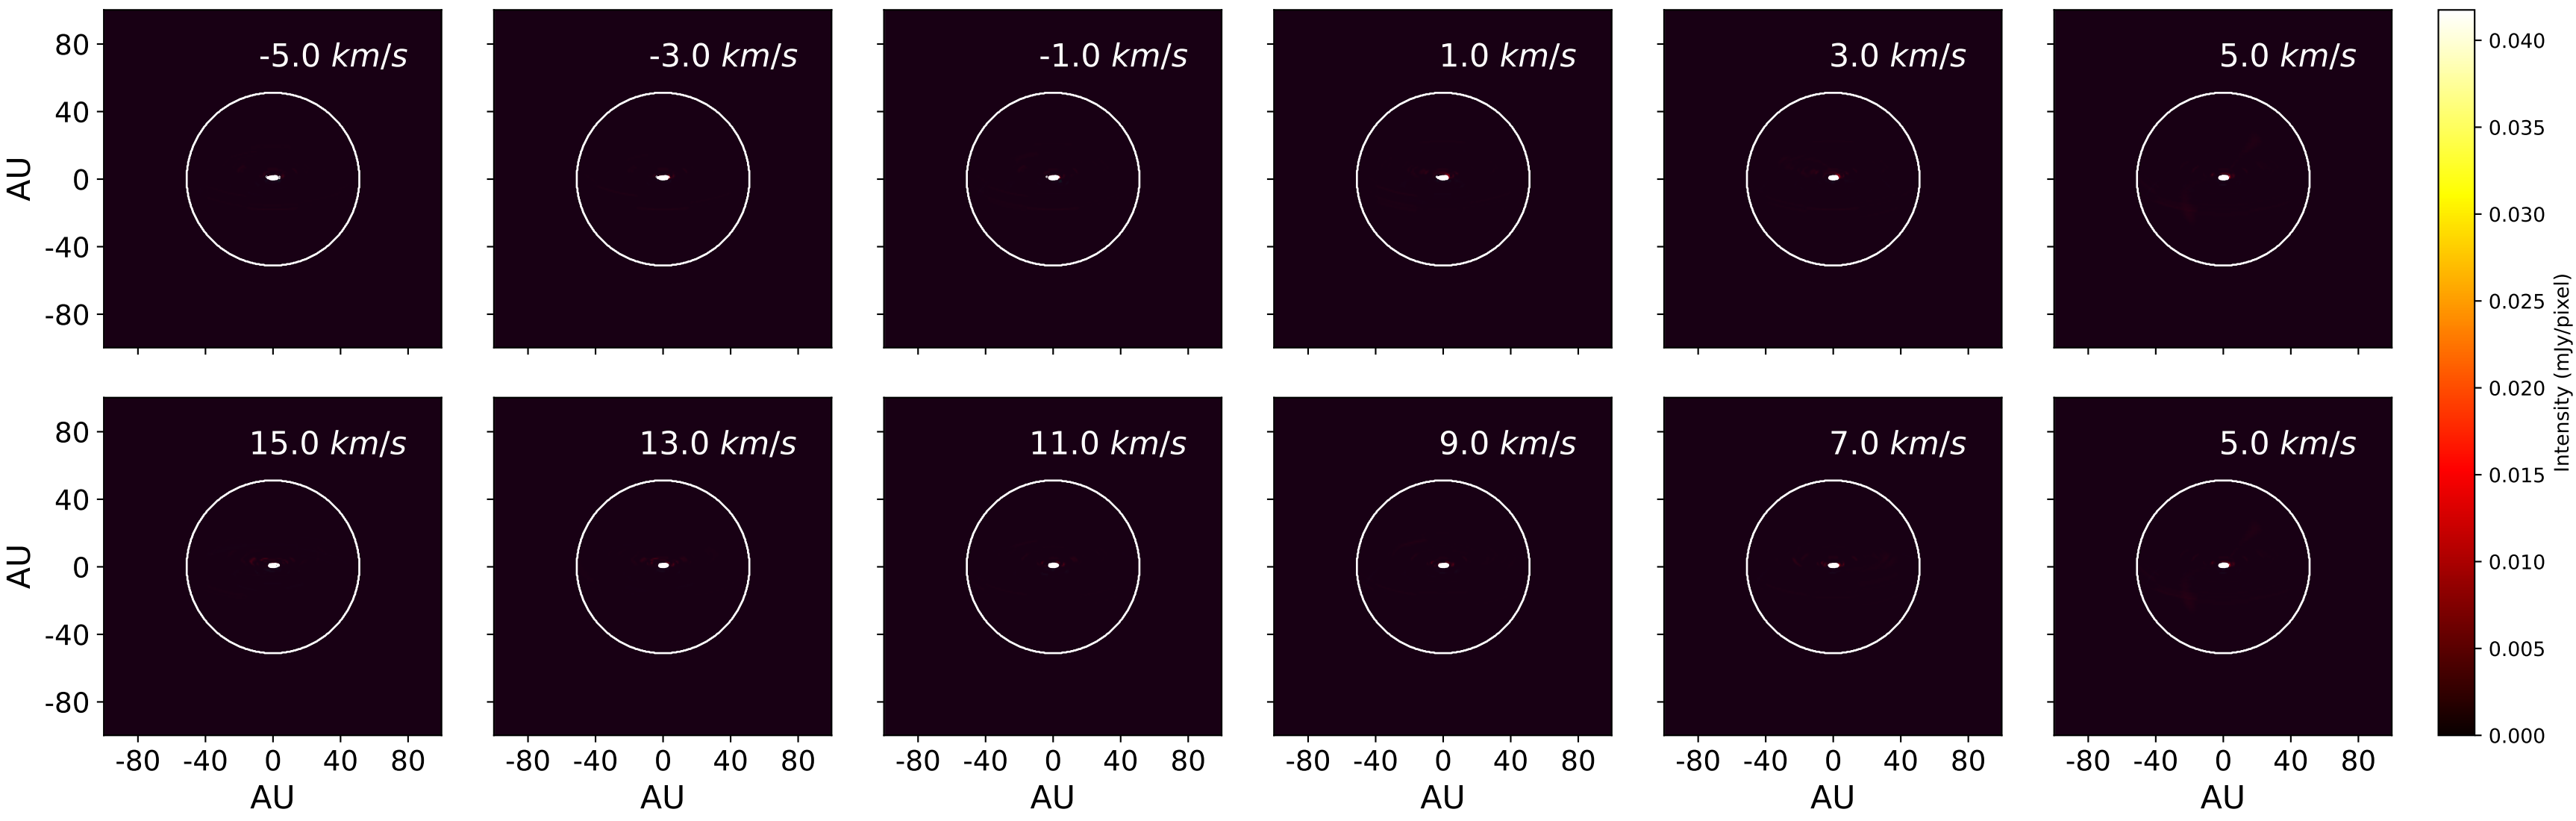 -5.0 km/s
-3.0 km/s
-1.0 km/s
1.0 km/s
3.0 km/s
5.0 km/s
80
40
0
-40
-80
AU
15.0 km/s
13.0 km/s
11.0 km/s
9.0 km/s
7.0 km/s
5.0 km/s
80
40
0
-40
-80
AU
-80 -40 0 40 80
-80 -40 0 40 80
-80 -40 0 40 80
-80 -40 0 40 80
-80 -40 0 40 80
-80 -40 0 40 80
AU
AU
AU
AU
AU
AU
0.040
0.035
0.030
0.025
0.020
0.015
0.010
0.005
0.000
Intensity (mJy/pixel)